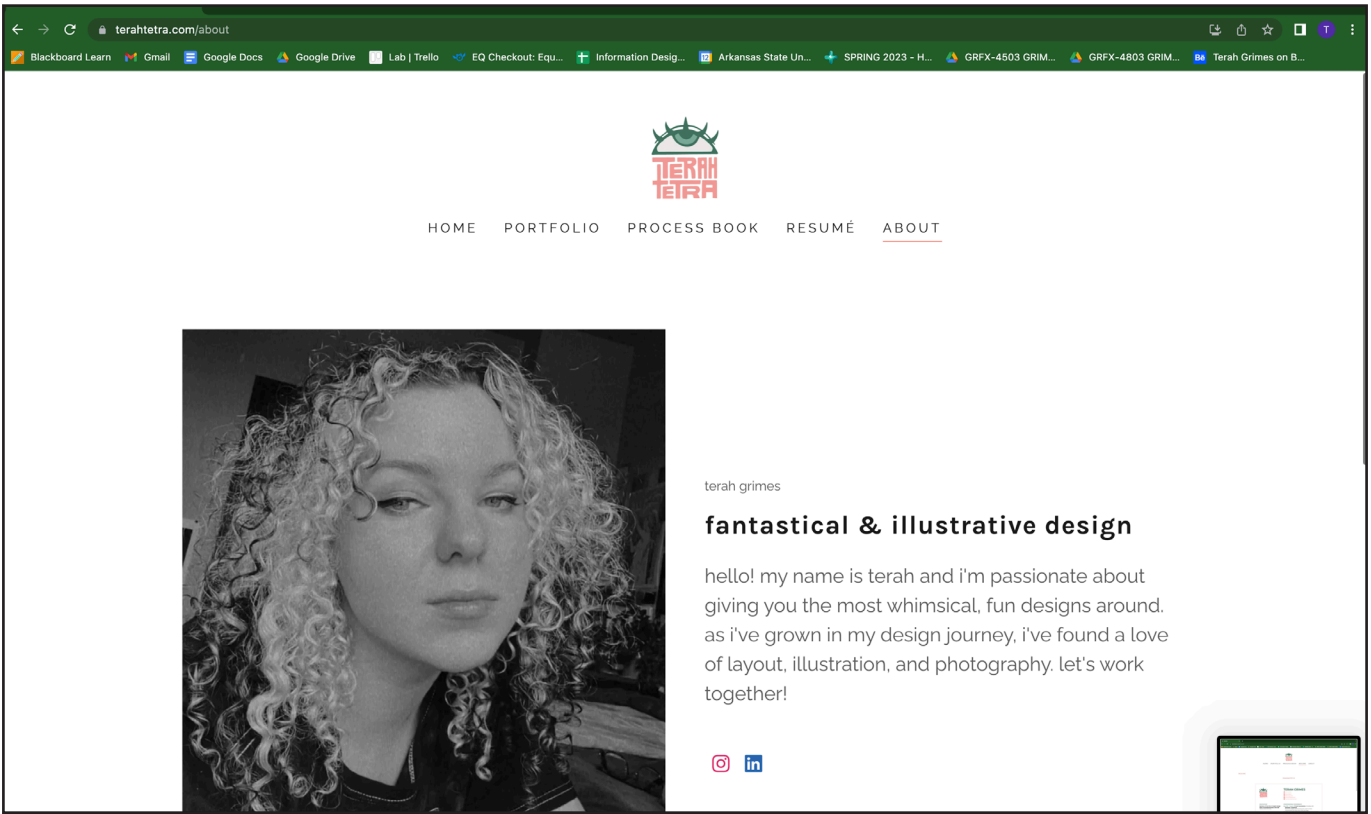 terahtetra.com/about
T
Blackboard Learn Gmail Google Docs Google Drive Lab | Trello EQ Checkout: Equ... Information Desig... 12 Arkansas State Un... SPRING 2023 - H... GRFX-4503 GRIM... GRFX-4803 GRIM... Bē Terah Grimes on B...
TERAH
TETRA
HOME PORTFOLIO PROCESS BOOK RESUMÉ ABOUT
terah grimes
fantastical & illustrative design
hello! my name is terah and i'm passionate about
giving you the most whimsical, fun designs around.
as i've grown in my design journey, i've found a love
of layout, illustration, and photography. let's work
together!
in